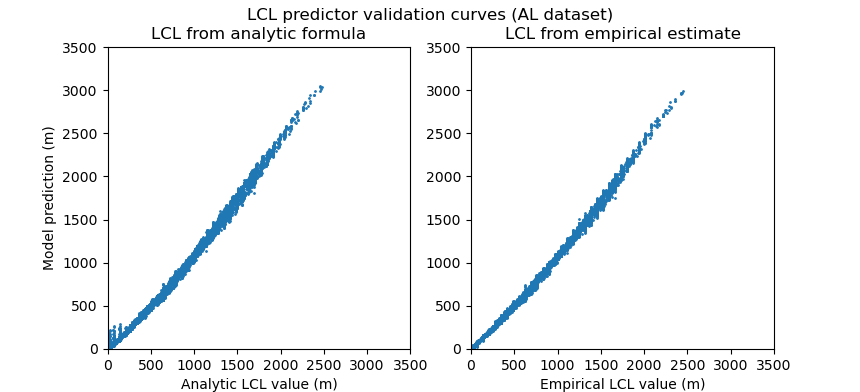 LCL predictor validation curves (AL dataset)
LCL from analytic formula
LCL from empirical estimate
Model prediction (m)
3500
3000
2500
2000
1500
1000
500
0
0 500 1000 1500 2000 2500 3000 3500
Analytic LCL value (m)
3500
3000
2500
2000
1500
1000
500
0
0 500 1000 1500 2000 2500 3000 3500
Empirical LCL value (m)